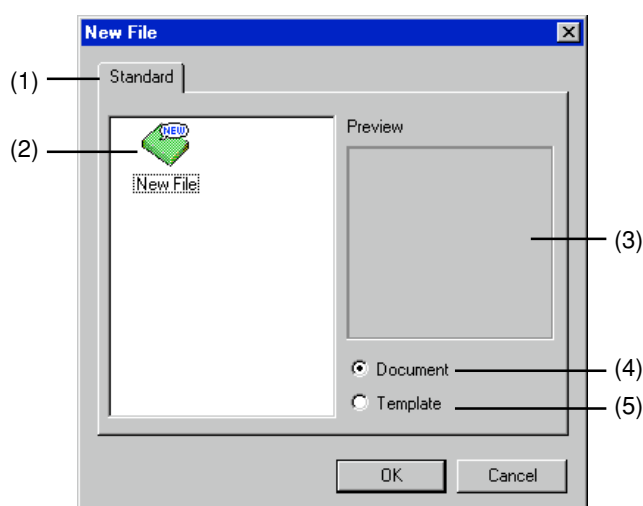 New File
(1)
Standard
(2)
NEW
New File
Preview
(3)
Document
(4)
Template
(5)
OK
Cancel